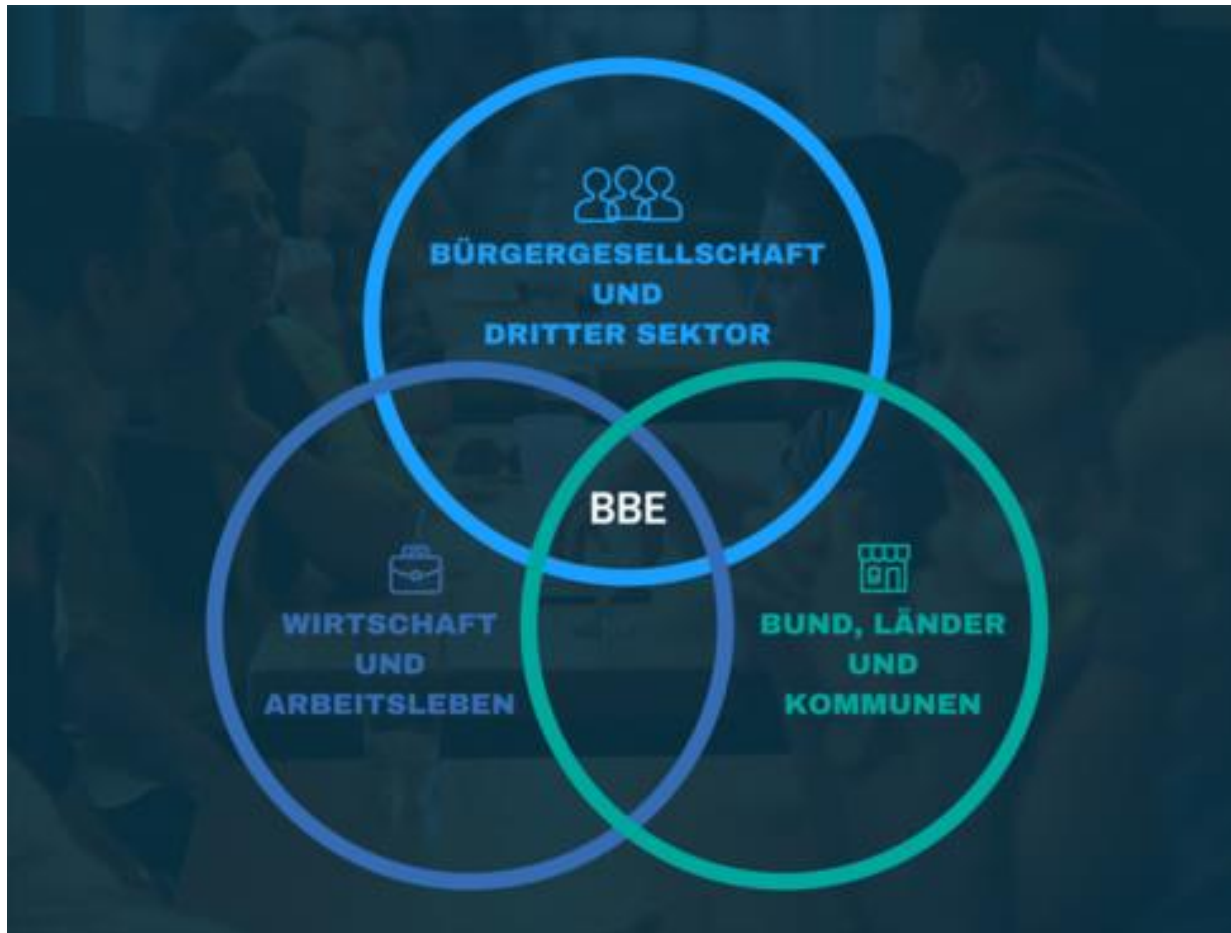 BÜRGERGESELLSCHAFT
UND
DRITTER SEKTOR
BBE
WIRTSCHAFT
UND
ARBEITSLEBEN
BUND, LÄNDER
UND
KOMMUNEN